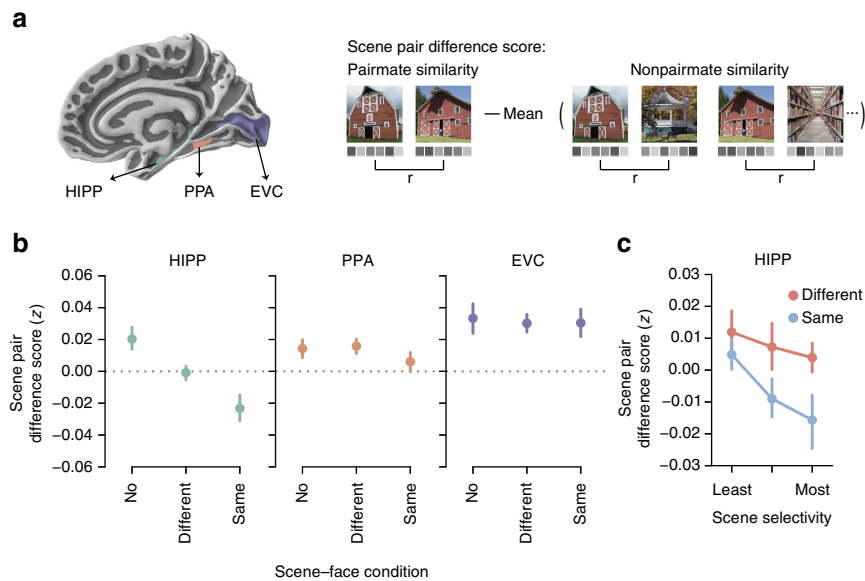 a
Scene pair difference score:
Pairmate similarity
Nonpairmate similarity
— Mean
(
...
)
r
r
r
HIPP
PPA
EVC
b
HIPP
PPA
EVC
Scene pair
difference score (z)
0.06
0.04
0.02
0.00
−0.02
−0.04
−0.06
No
Different
Same
No
Different
Same
No
Different
Same
Scene–face condition
c
HIPP
Different
Same
Scene pair
difference score (z)
0.03
0.02
0.01
0.00
−0.01
−0.02
−0.03
Least
Most
Scene selectivity